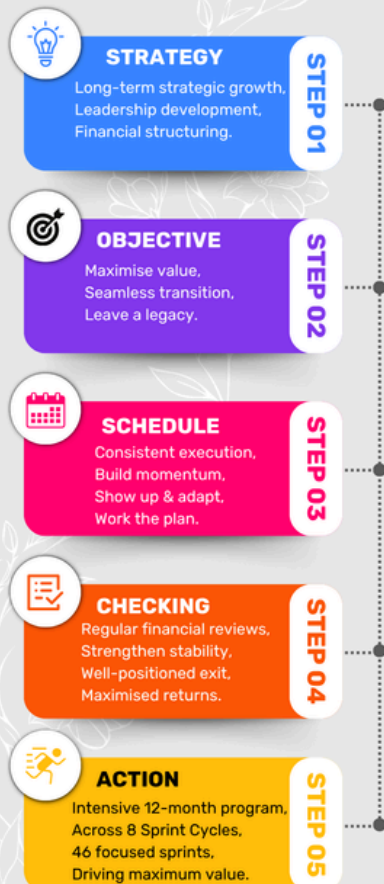 STRATEGY
Long-term strategic growth,
Leadership development,
Financial structuring.
STEP 01
OBJECTIVE
Maximise value,
Seamless transition,
Leave a legacy.
STEP 02
SCHEDULE
Consistent execution,
Build momentum,
Show up & adapt,
Work the plan.
STEP 03
CHECKING
Regular financial reviews,
Strengthen stability,
Well-positioned exit,
Maximised returns.
STEP 04
ACTION
Intensive 12-month program,
Across 8 Sprint Cycles,
46 focused sprints,
Driving maximum value.
STEP 05